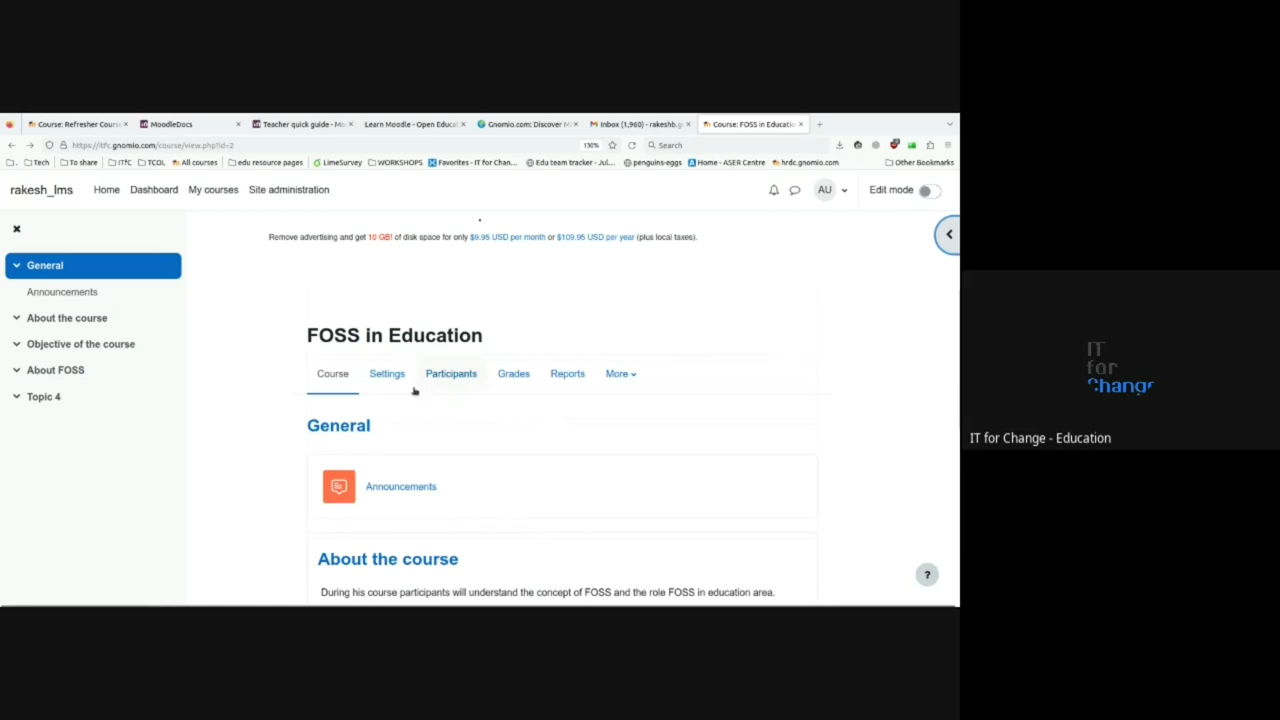 Course: Refresher Cours
MoodleDocs
Teacher quick guide - Mo
Learn Moodle - Open Educat
Gnomio.com: Discover M
Inbox (1,960) - rakeshb.g
Course: FOSS in Educatio
https://itfc.gnomio.com/course/view.php?id=2
130%
Search
Tech
To share
ITfC
TCOL
All courses
edu resource pages
LimeSurvey
WORKSHOPS
Favorites - IT for Chan...
Edu team tracker - Jul...
penguins-eggs
Home - ASER Centre
hrdc.gnomio.com
Other Bookmarks
rakesh_lms
Home
Dashboard
My courses
Site administration
AU
Edit mode
Remove advertising and get 10 GB! of disk space for only $9.95 USD per month or $109.95 USD per year (plus local taxes).
General
Announcements
About the course
Objective of the course
About FOSS
Topic 4
FOSS in Education
Course
Settings
Participants
Grades
Reports
More
General
Announcements
About the course
During his course participants will understand the concept of FOSS and the role FOSS in education area.
?
IT
for
Change
IT for Change - Education